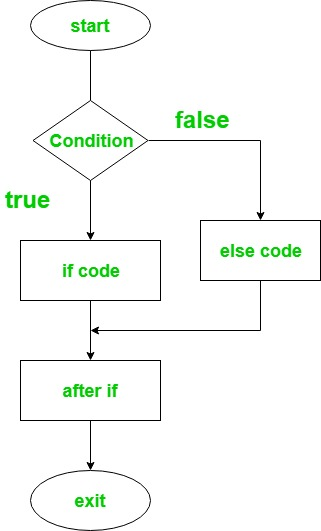 start
Condition
false
true
if code
else code
after if
exit